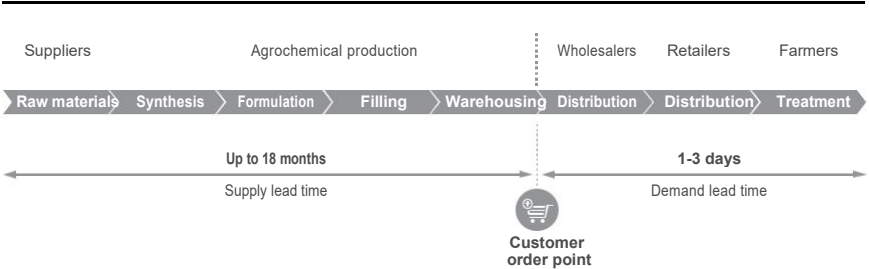 Suppliers
Agrochemical production
Wholesalers
Retailers
Farmers
Raw materials
Synthesis
Formulation
Filling
Warehousing
Distribution
Distribution
Treatment
Up to 18 months
1-3 days
Supply lead time
Demand lead time
Customer
order point